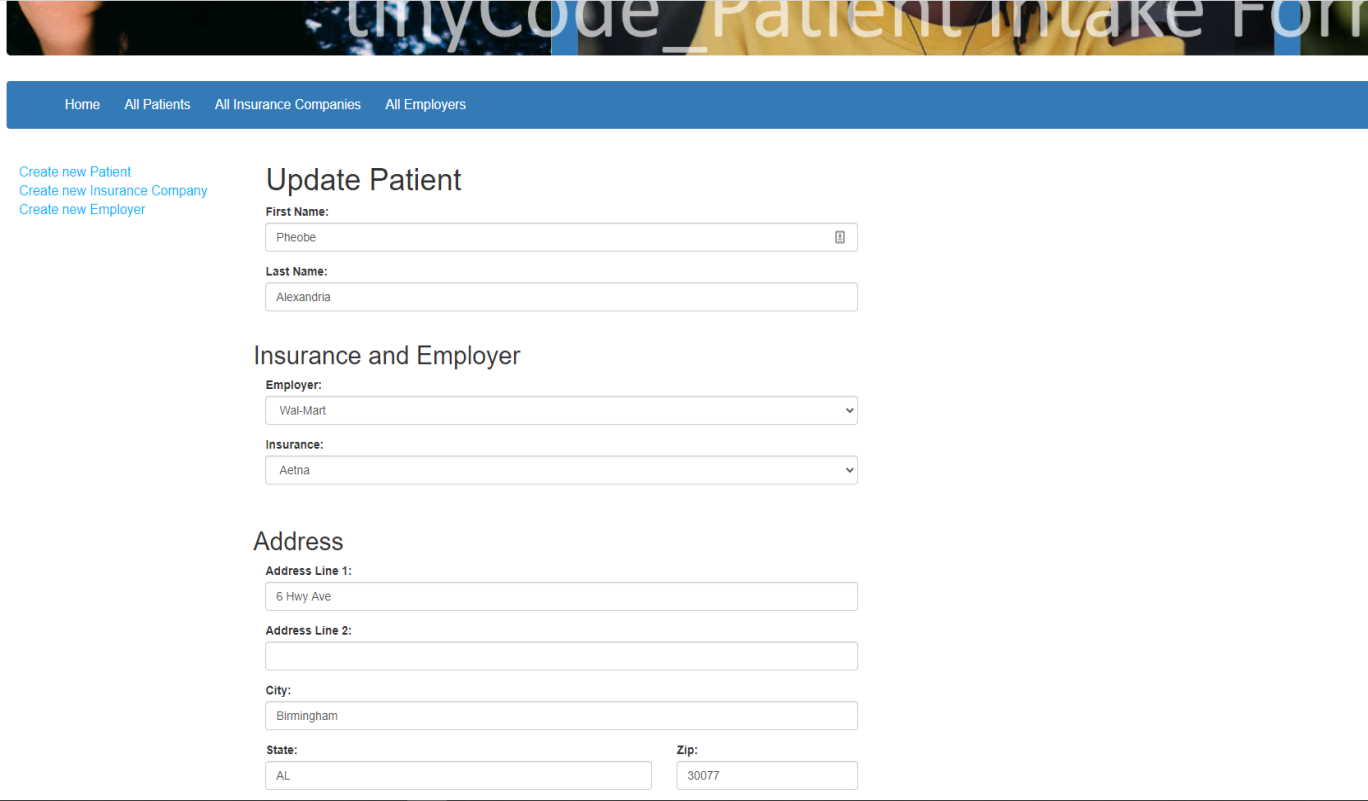 tinyCode_Patient Intake Forr
Home All Patients All Insurance Companies All Employers
Create new Patient
Create new Insurance Company
Create new Employer
Update Patient
First Name:
Pheobe
Last Name:
Alexandria
Insurance and Employer
Employer:
Wal-Mart
Insurance:
Aetna
Address
Address Line 1:
6 Hwy Ave
Address Line 2:
City:
Birmingham
State: Zip:
AL 30077